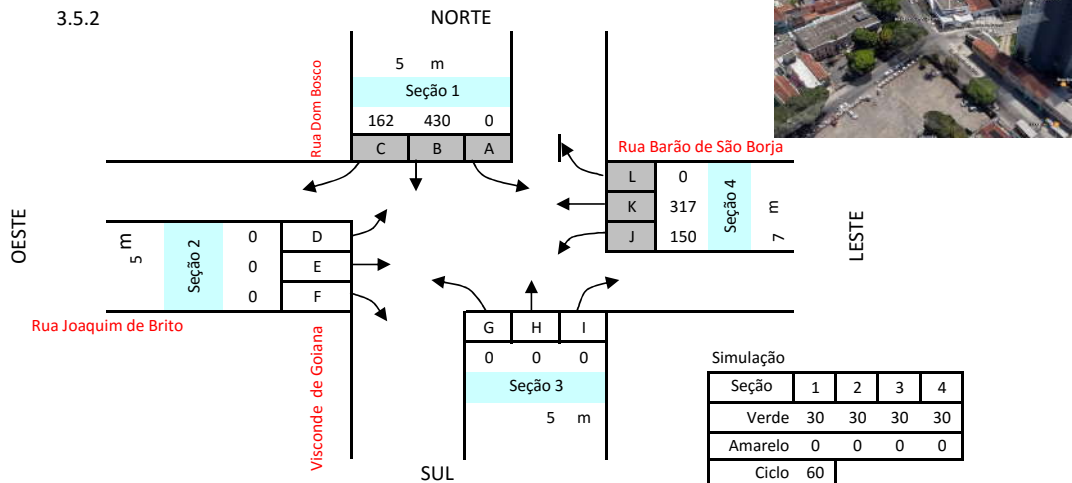 3.5.2
NORTE
Rua Dom Bosco
5 m
Seção 1
162 430 0
C B A
Rua Barão de São Borja
L 0
K 317
J 150
Seção 4
7 m
LESTE
OESTE
5 m
Seção 2
0 D
0 E
0 F
Rua Joaquim de Brito
Visconde de Goiana
G H I
0 0 0
Seção 3
5 m
SUL
Simulação
Seção 1 2 3 4
Verde 30 30 30 30
Amarelo 0 0 0 0
Ciclo 60